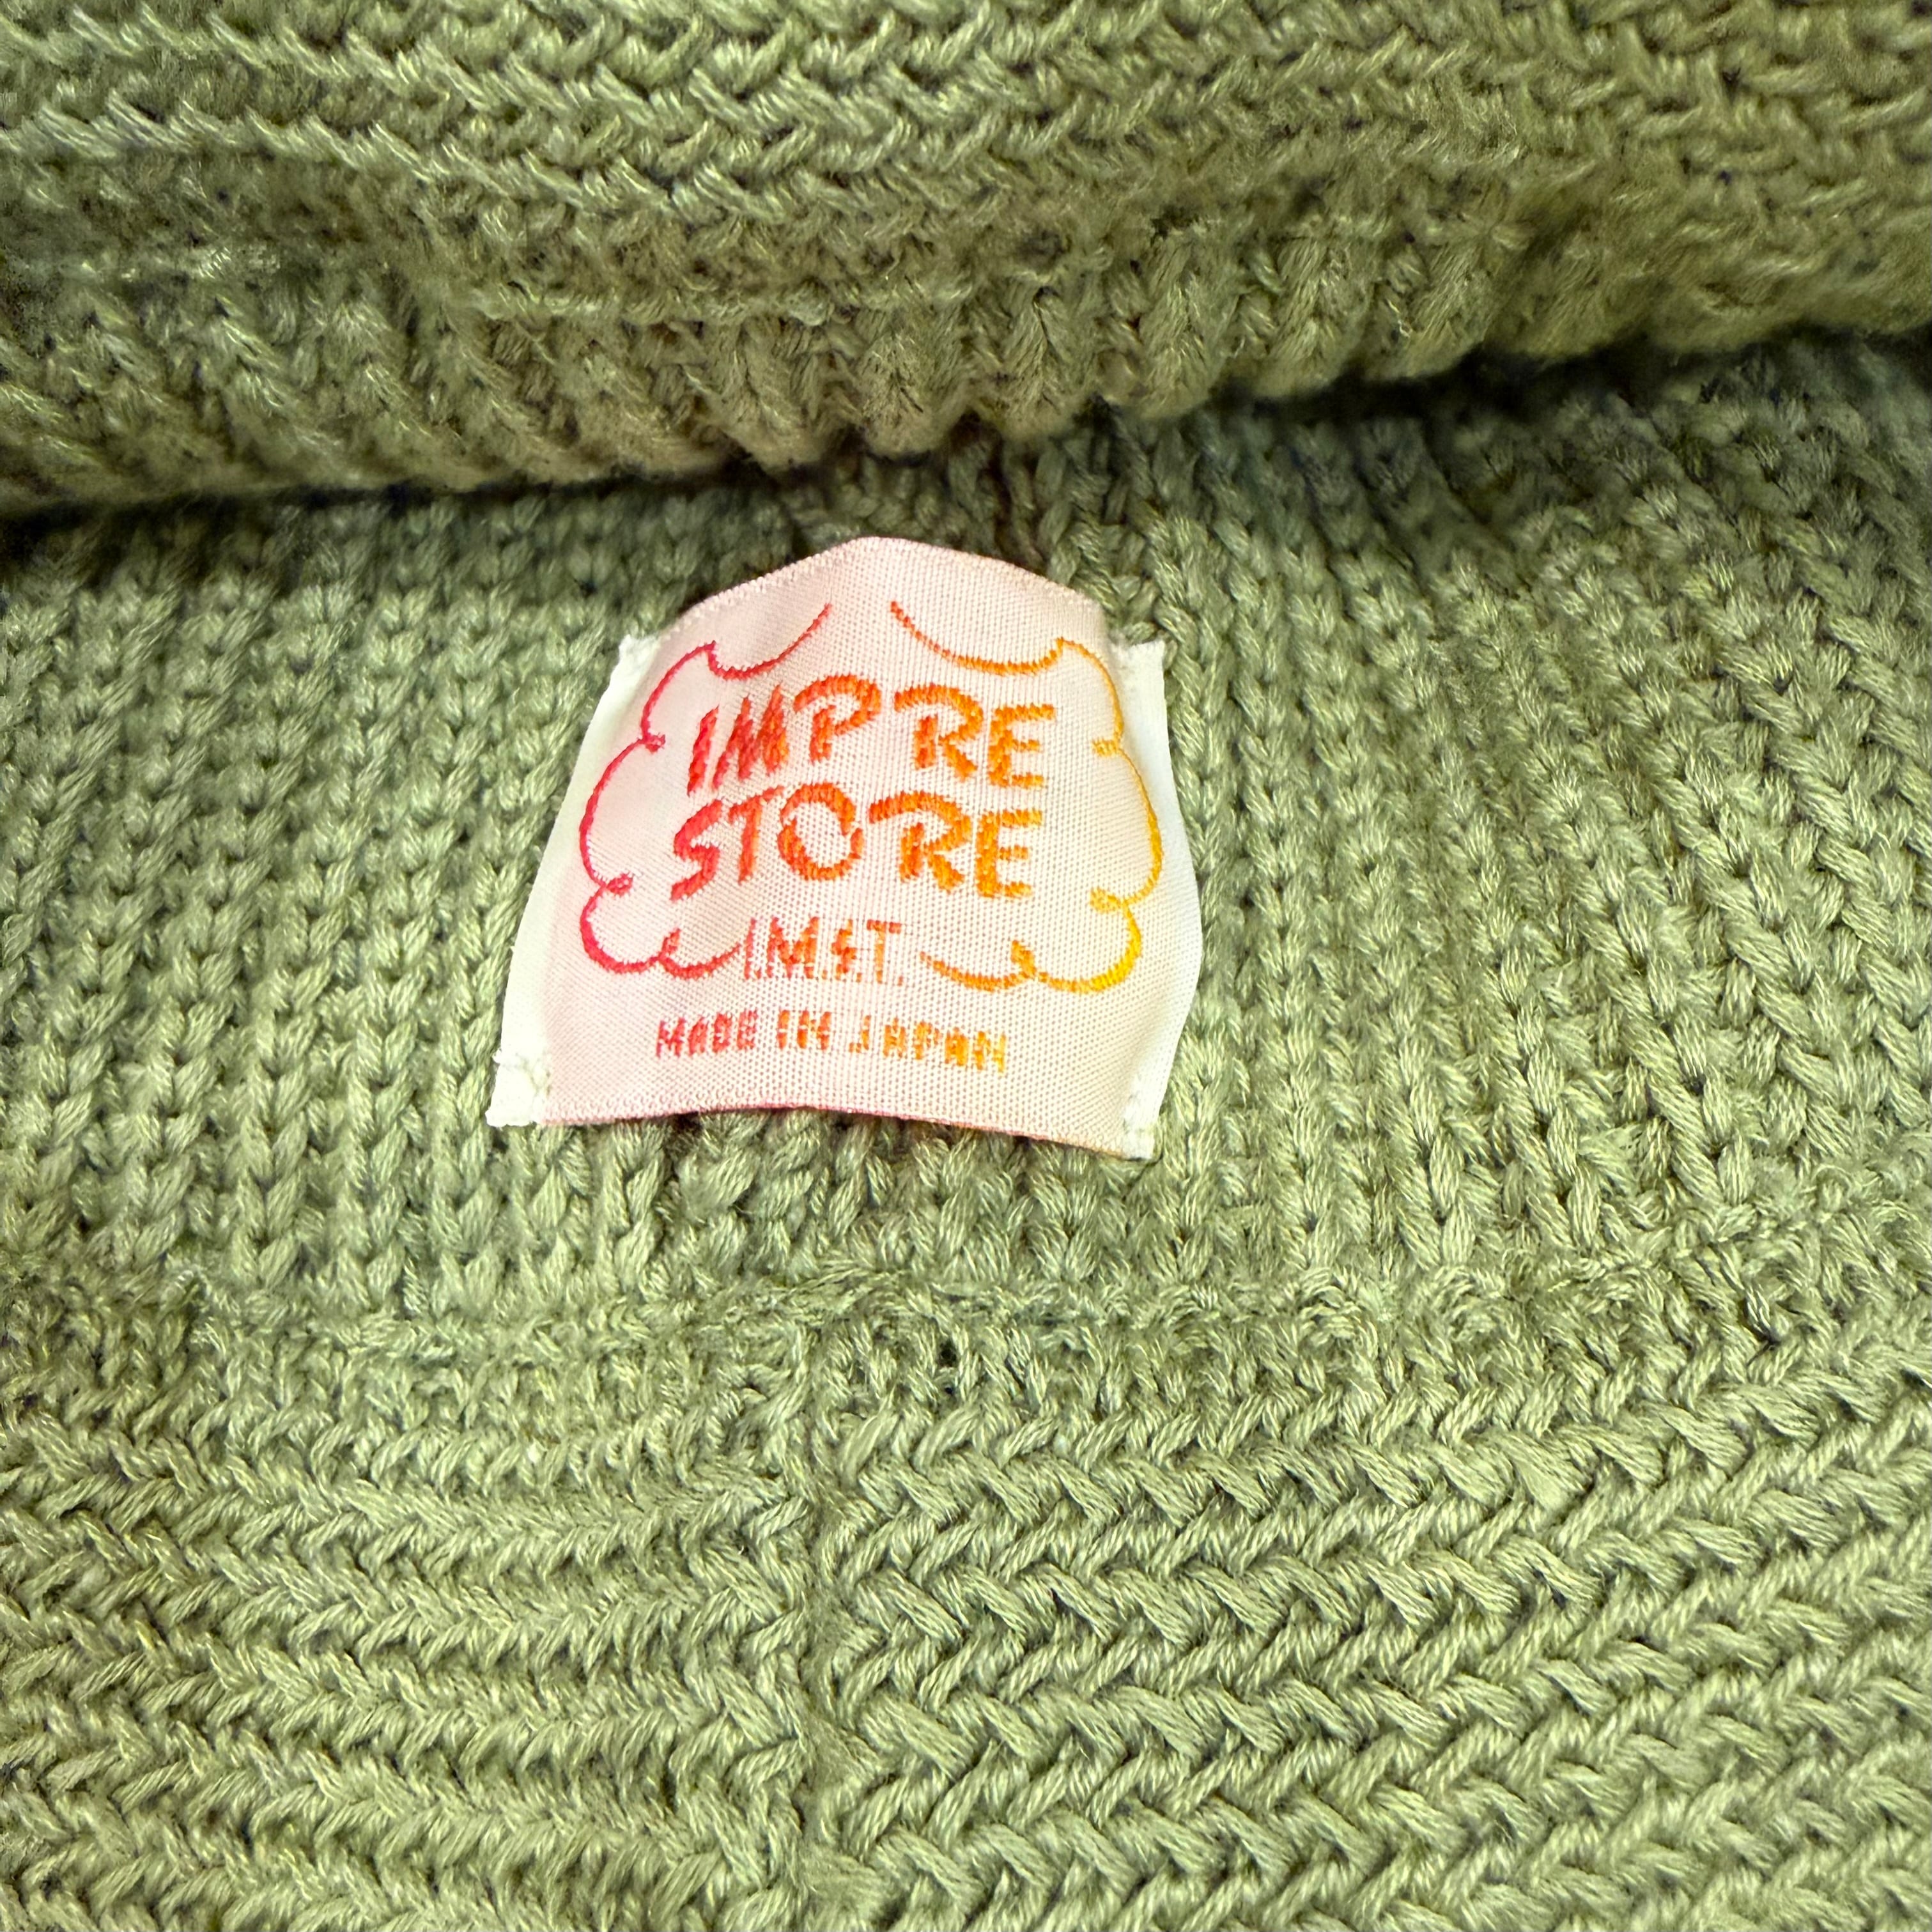 IMPRE
STORE
I.M.S.T.
MADE IN JAPAN